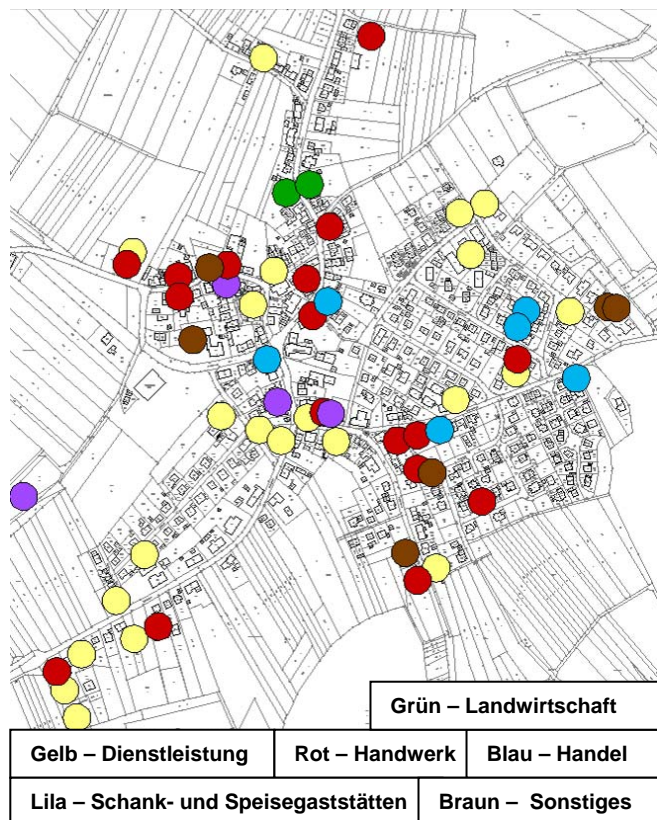 Grün – Landwirtschaft
Gelb – Dienstleistung
Rot – Handwerk
Blau – Handel
Lila – Schank- und Speisegaststätten
Braun – Sonstiges